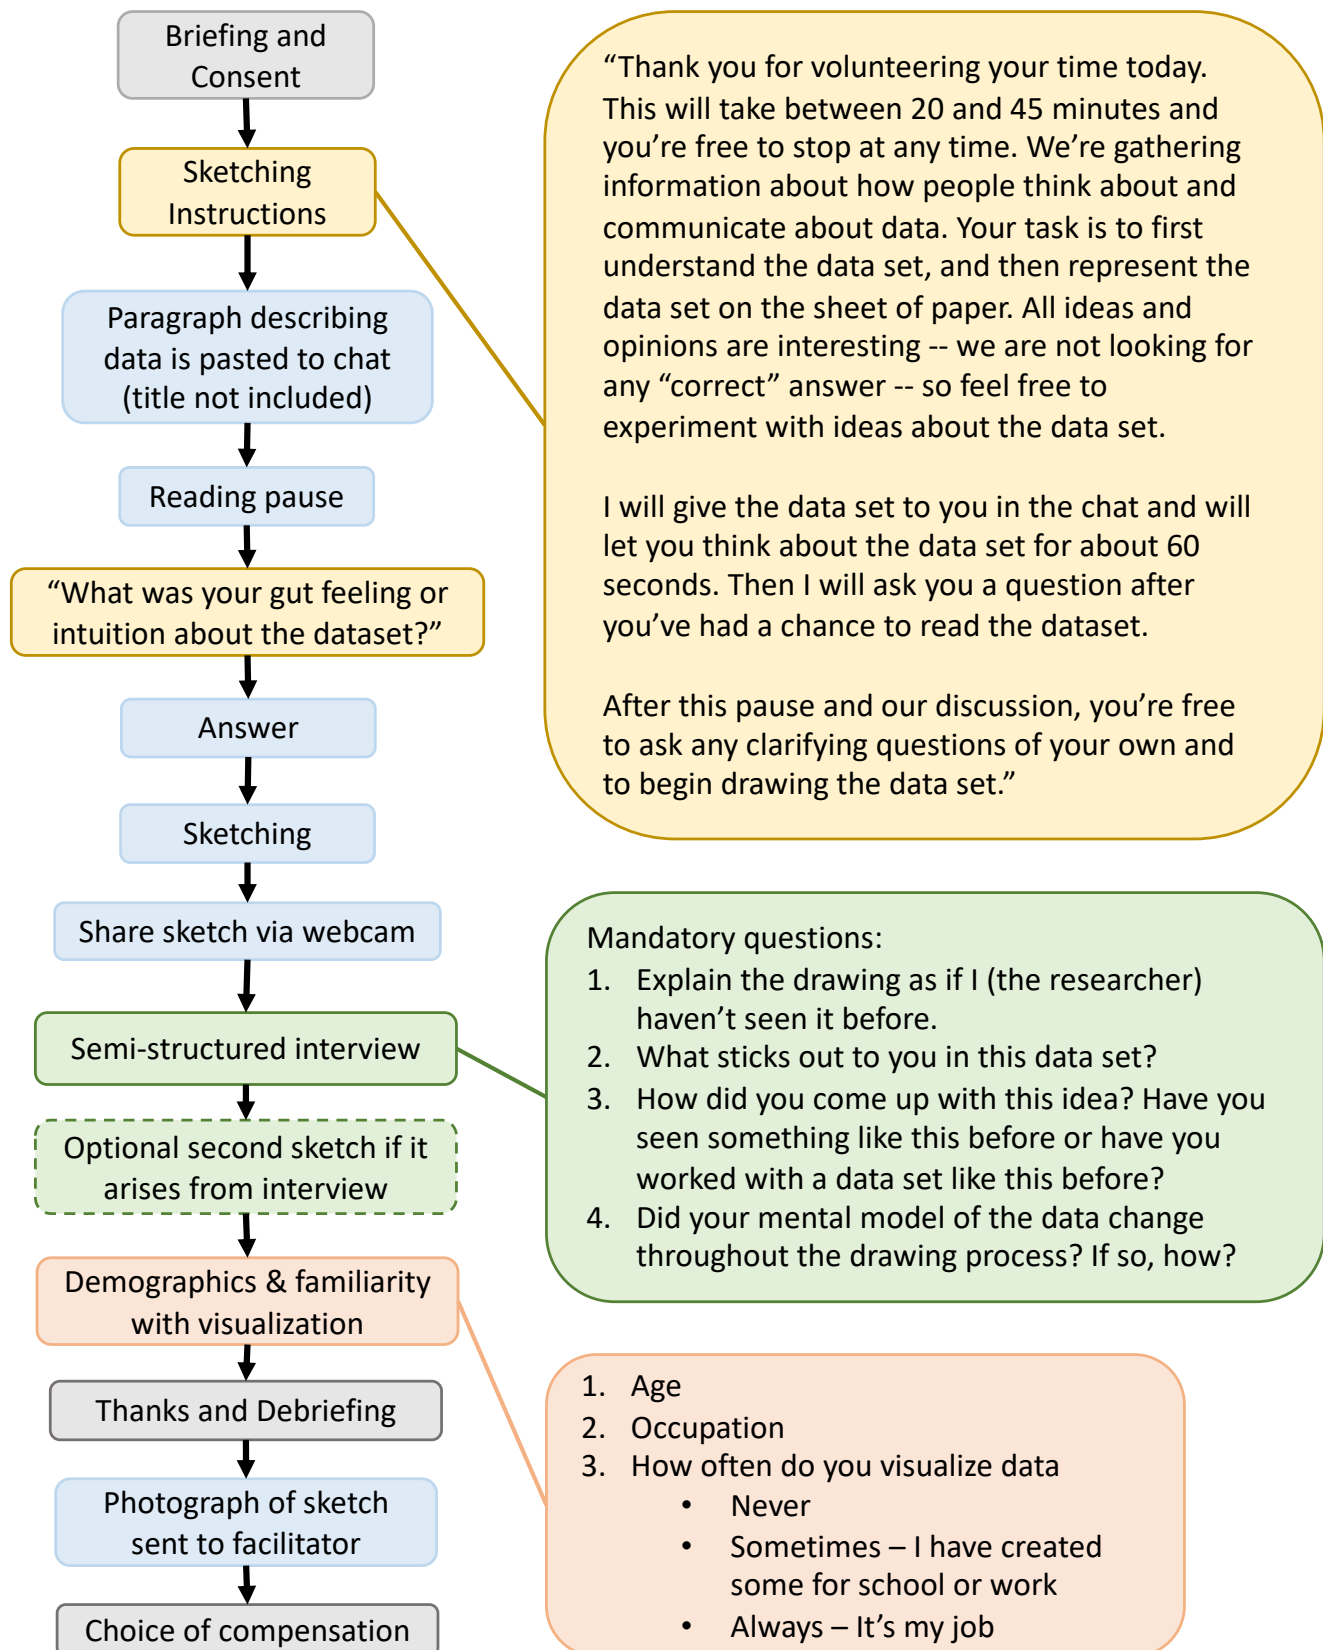 Briefing and
Consent
Sketching
Instructions
Paragraph describing
data is pasted to chat
(title not included)
Reading pause
“What was your gut feeling or
intuition about the dataset?”
Answer
Sketching
Share sketch via webcam
Semi-structured interview
Optional second sketch if it
arises from interview
Demographics & familiarity
with visualization
Thanks and Debriefing
Photograph of sketch
sent to facilitator
Choice of compensation
“Thank you for volunteering your time today.
This will take between 20 and 45 minutes and
you’re free to stop at any time. We’re gathering
information about how people think about and
communicate about data. Your task is to first
understand the data set, and then represent the
data set on the sheet of paper. All ideas and
opinions are interesting -- we are not looking for
any “correct” answer -- so feel free to
experiment with ideas about the data set.
I will give the data set to you in the chat and will
let you think about the data set for about 60
seconds. Then I will ask you a question after
you’ve had a chance to read the dataset.
After this pause and our discussion, you’re free
to ask any clarifying questions of your own and
to begin drawing the data set.”
Mandatory questions:
1. Explain the drawing as if I (the researcher)
haven’t seen it before.
2. What sticks out to you in this data set?
3. How did you come up with this idea? Have you
seen something like this before or have you
worked with a data set like this before?
4. Did your mental model of the data change
throughout the drawing process? If so, how?
1. Age
2. Occupation
3. How often do you visualize data
• Never
• Sometimes – I have created
some for school or work
• Always – It’s my job